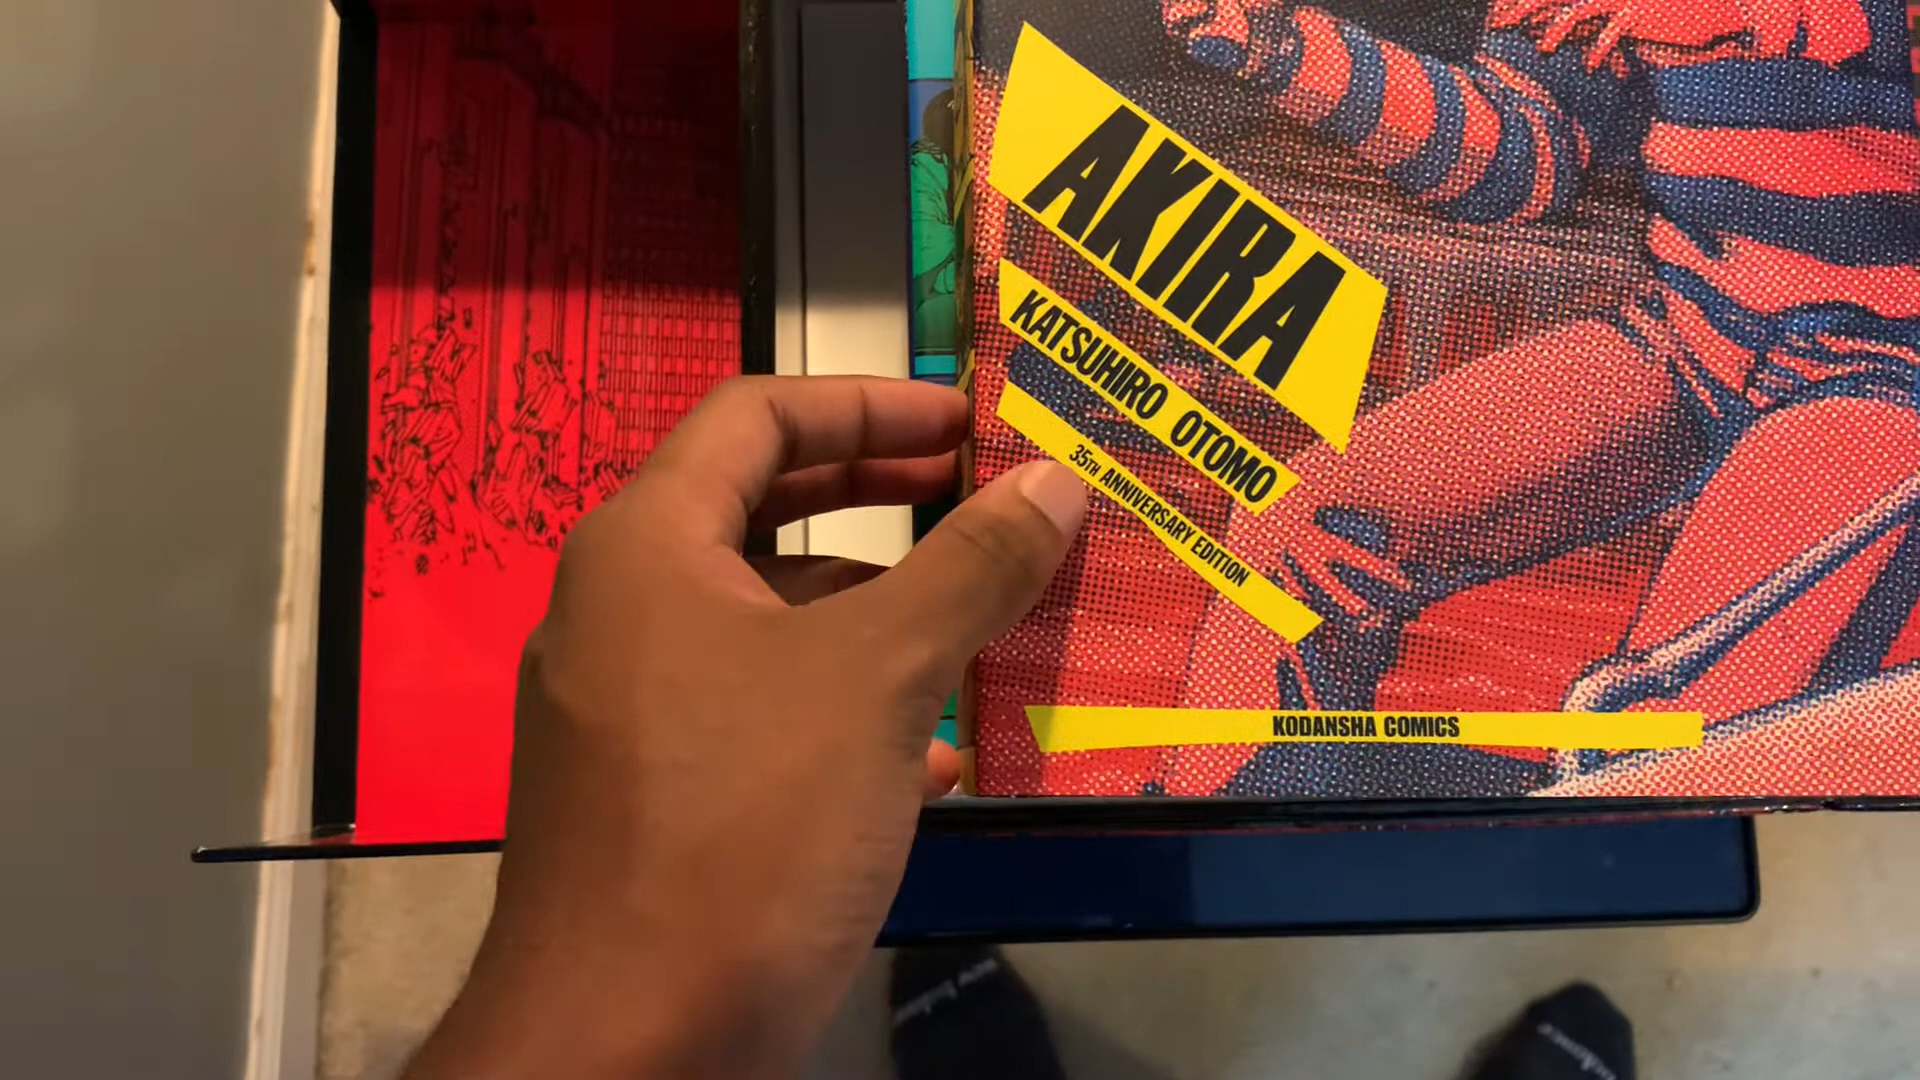 AKIRA
KATSUHIRO OTOMO
35TH ANNIVERSARY EDITION
KODANSHA COMICS